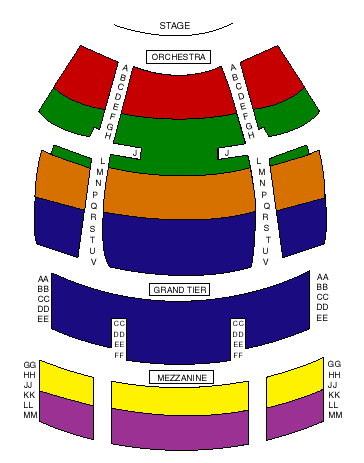 STAGE
ORCHESTRA
A A
B B
C C
D D
E E
F F
G G
H H
J J
L L
M M
N N
P P
Q Q
R R
S S
T T
U U
V V
GRAND TIER
AA AA
BB BB
CC CC
DD DD
EE EE
CC CC
DD DD
EE EE
FF FF
MEZZANINE
GG GG
HH HH
JJ JJ
KK KK
LL LL
MM MM